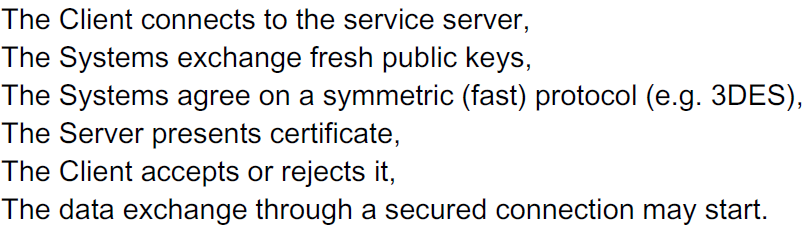 The Client connects to the service server,
The Systems exchange fresh public keys,
The Systems agree on a symmetric (fast) protocol (e.g. 3DES),
The Server presents certificate,
The Client accepts or rejects it,
The data exchange through a secured connection may start.